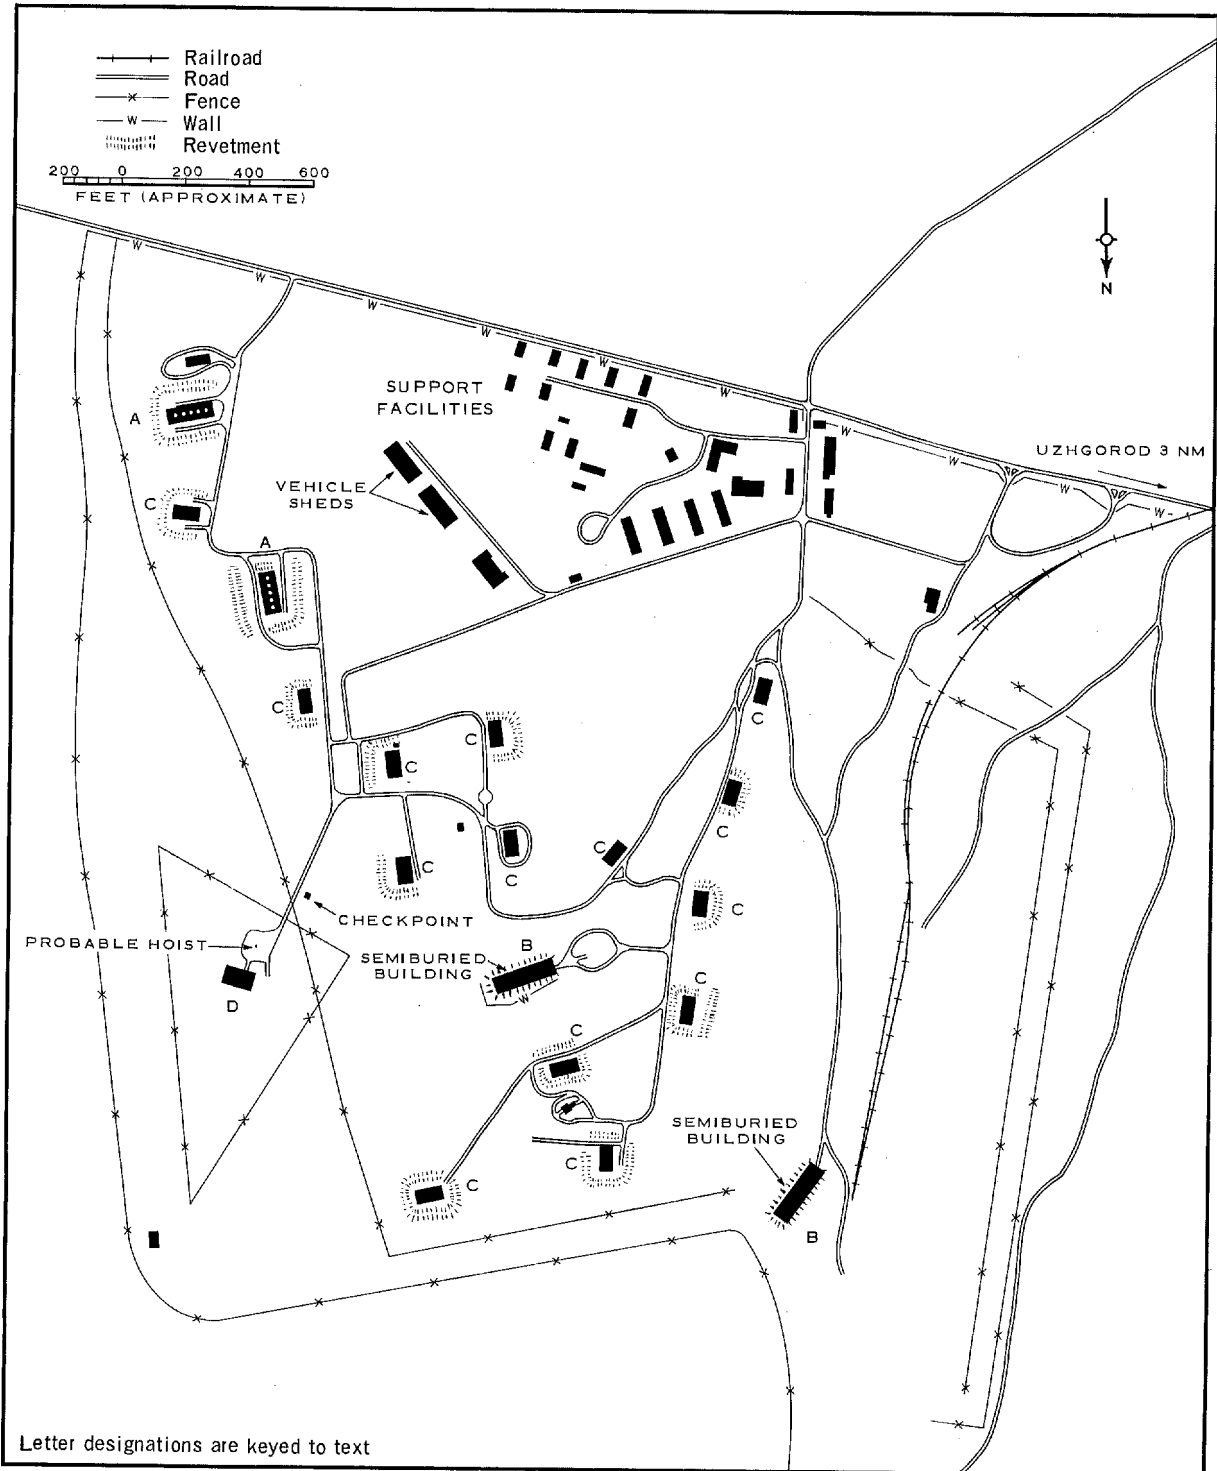 Railroad
Road
Fence
W
Wall
Revetment
200 0 200 400 600
FEET (APPROXIMATE)
N
W
W
W
W
W
W
W
W
W
W
SUPPORT
FACILITIES
A
UZHGOROD 3 NM
VEHICLE
SHEDS
C
A
C
C
C
C
C
C
C
C
C
CHECKPOINT
PROBABLE HOIST
B
SEMIBURIED
BUILDING
W
D
C
C
SEMIBURIED
BUILDING
C
C
B
Letter designations are keyed to text